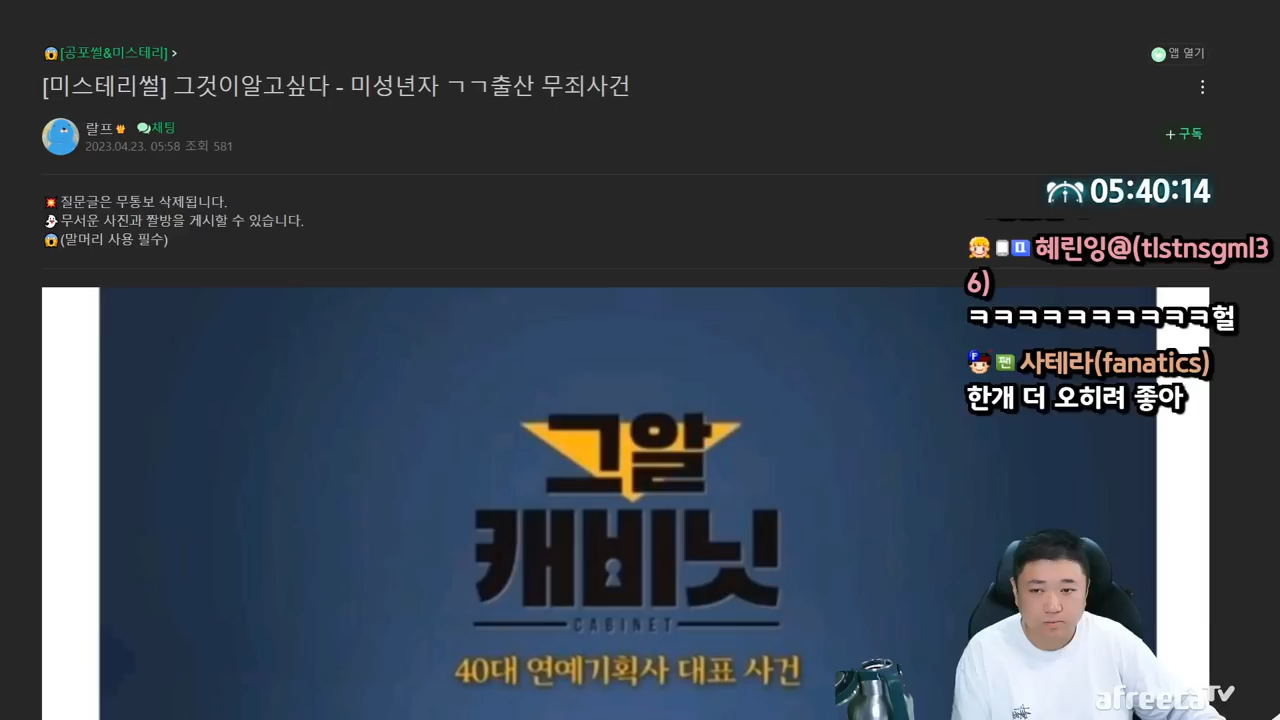 [공포썰&미스테리] >
앱 열기
[미스테리썰] 그것이알고싶다 - 미성년자 ㄱㄱ출산 무죄사건
랄프 채팅
2023.04.23. 05:58 조회 581
+ 구독
질문글은 무통보 삭제됩니다.
무서운 사진과 짤방을 게시할 수 있습니다.
(말머리 사용 필수)
05:40:14
혜린잉@(tlstnsgml3
6)
ㅋㅋㅋㅋㅋㅋㅋㅋㅋㅋ헐
팬 사테라(fanatics)
한개 더 오히려 좋아
그알
캐비닛
CABINET
40대 연예기획사 대표 사건
afreecaTV